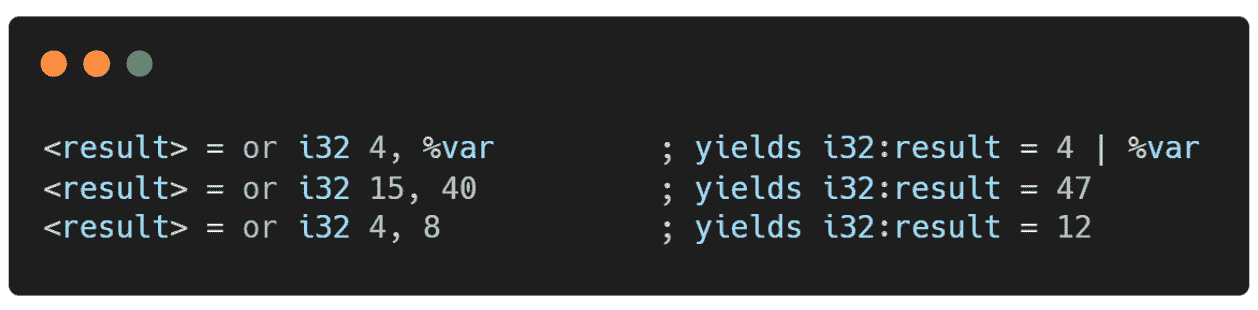 <result> = or i32 4, %var         ; yields i32:result = 4 | %var
<result> = or i32 15, 40          ; yields i32:result = 47
<result> = or i32 4, 8            ; yields i32:result = 12